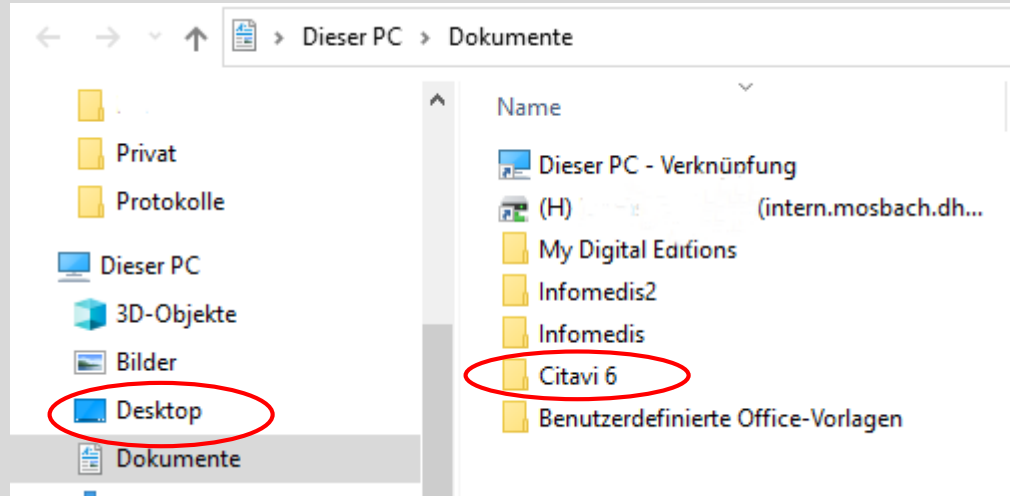 Dieser PC > Dokumente
Privat
Protokolle
Dieser PC
3D-Objekte
Bilder
Desktop
Dokumente
Name
Dieser PC - Verknüpfung
(H) (intern.mosbach.dh...
My Digital Editions
Infomedis2
Infomedis
Citavi 6
Benutzerdefinierte Office-Vorlagen